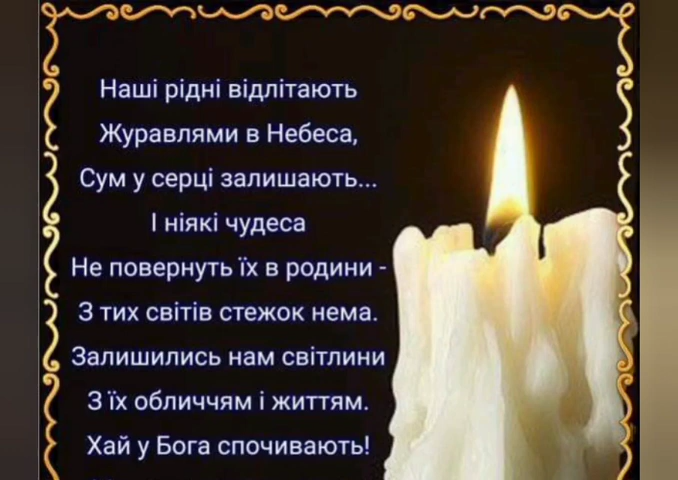 Наші рідні відлітають
Журавлями в Небеса,
Сум у серці залишають...
І ніякі чудеса
Не повернуть їх в родини -
З тих світів стежок нема.
Залишились нам світлини
З їх обличчям і життям.
Хай у Бога спочивають!